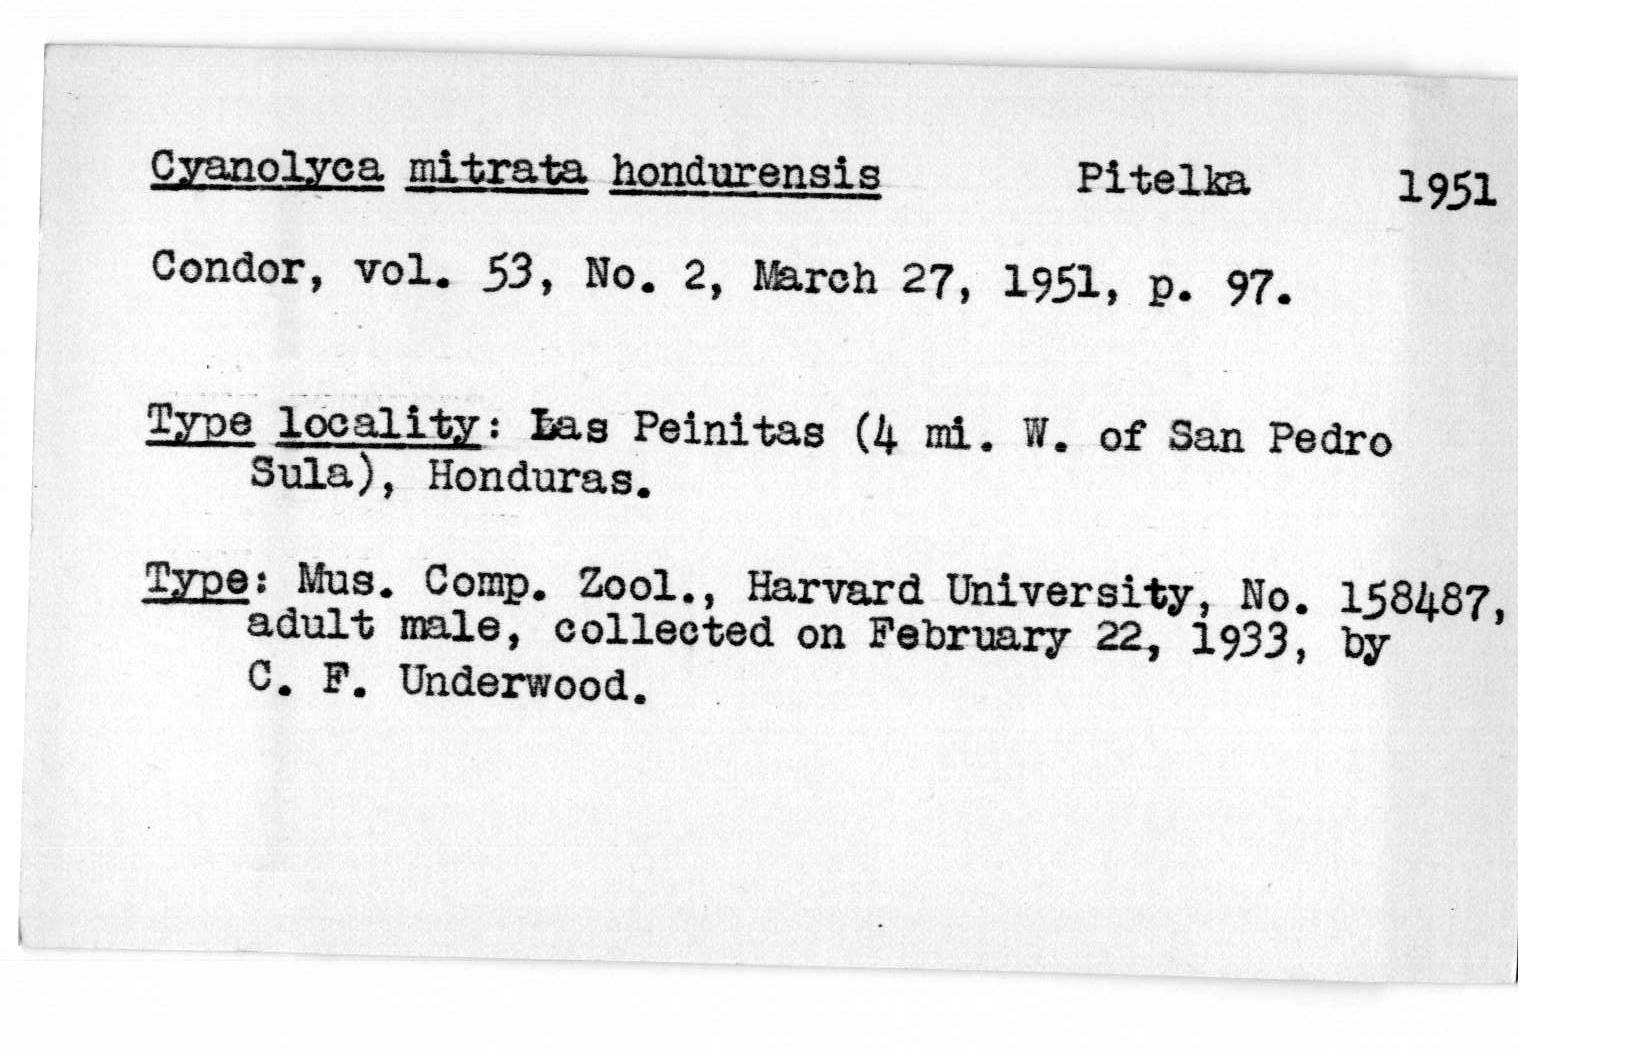 Cyanolyca mitrata hondurensis Pitelka 1951
Condor, vol. 53, No. 2, March 27, 1951, p. 97.
Type locality: Las Peinitas (4 mi. W. of San Pedro
Sula), Honduras.
Type: Mus. Comp. Zool., Harvard University, No. 158487,
adult male, collected on February 22, 1933, by
C. F. Underwood.